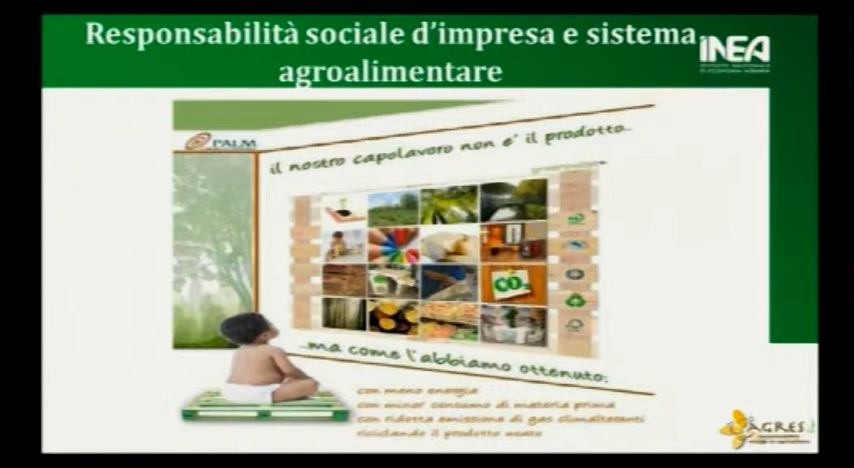 Responsabilità sociale d'impresa e sistema
agroalimentare
INEA
PALM
il nostro capolavoro non e' il prodotto..
CO2
..ma come l'abbiamo ottenuto:
con meno energia
con minor consumo di materia prima
con ridotta emissione di gas climalteranti
riciclando il prodotto usato
AGRES